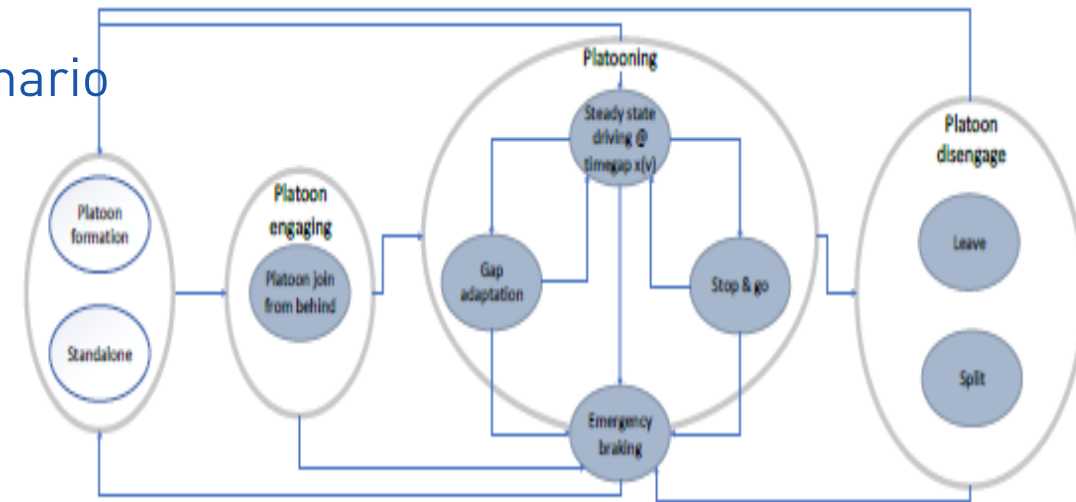 nario
Platoon
formation
Standalone
Platoon
engaging
Platoon join
from behind
Platooning
Steady state
driving @
timegap x(v)
Gap
adaptation
Stop & go
Emergency
braking
Platoon
disengage
Leave
Split